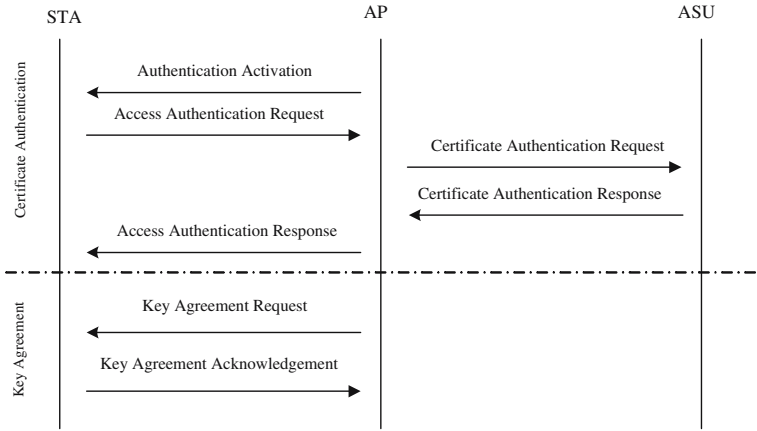 STA
AP
ASU
Certificate Authentication
Authentication Activation
Access Authentication Request
Certificate Authentication Request
Certificate Authentication Response
Access Authentication Response
Key Agreement
Key Agreement Request
Key Agreement Acknowledgement